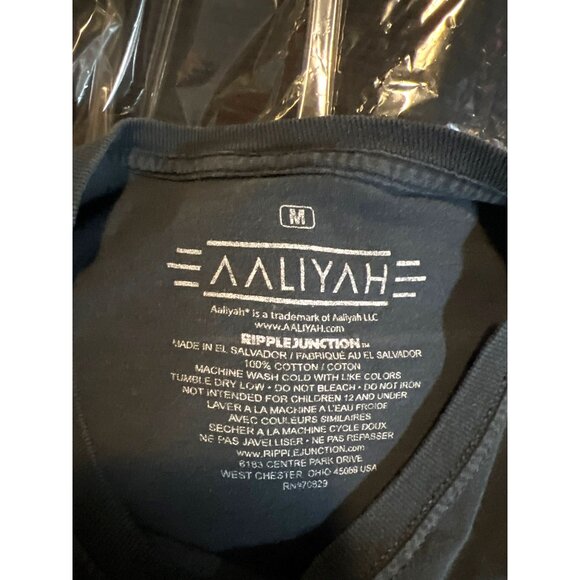 M
AALIYAH
Aaliyah® is a trademark of Aaliyah LLC
www.AALIYAH.com
RIPPLE JUNCTION™
MADE IN EL SALVADOR / FABRIQUÉ AU EL SALVADOR
100% COTTON / COTON
MACHINE WASH COLD WITH LIKE COLORS
TUMBLE DRY LOW • DO NOT BLEACH • DO NOT IRON
NOT INTENDED FOR CHILDREN 12 AND UNDER
LAVER A LA MACHINE A L'EAU FROIDE
AVEC COULEURS SIMILAIRES
SECHER A LA MACHINE CYCLE DOUX
NE PAS JAVELLISER • NE PAS REPASSER
www.RIPPLEJUNCTION.com
6183 CENTRE PARK DRIVE
WEST CHESTER, OHIO 45069 USA
RN#70829